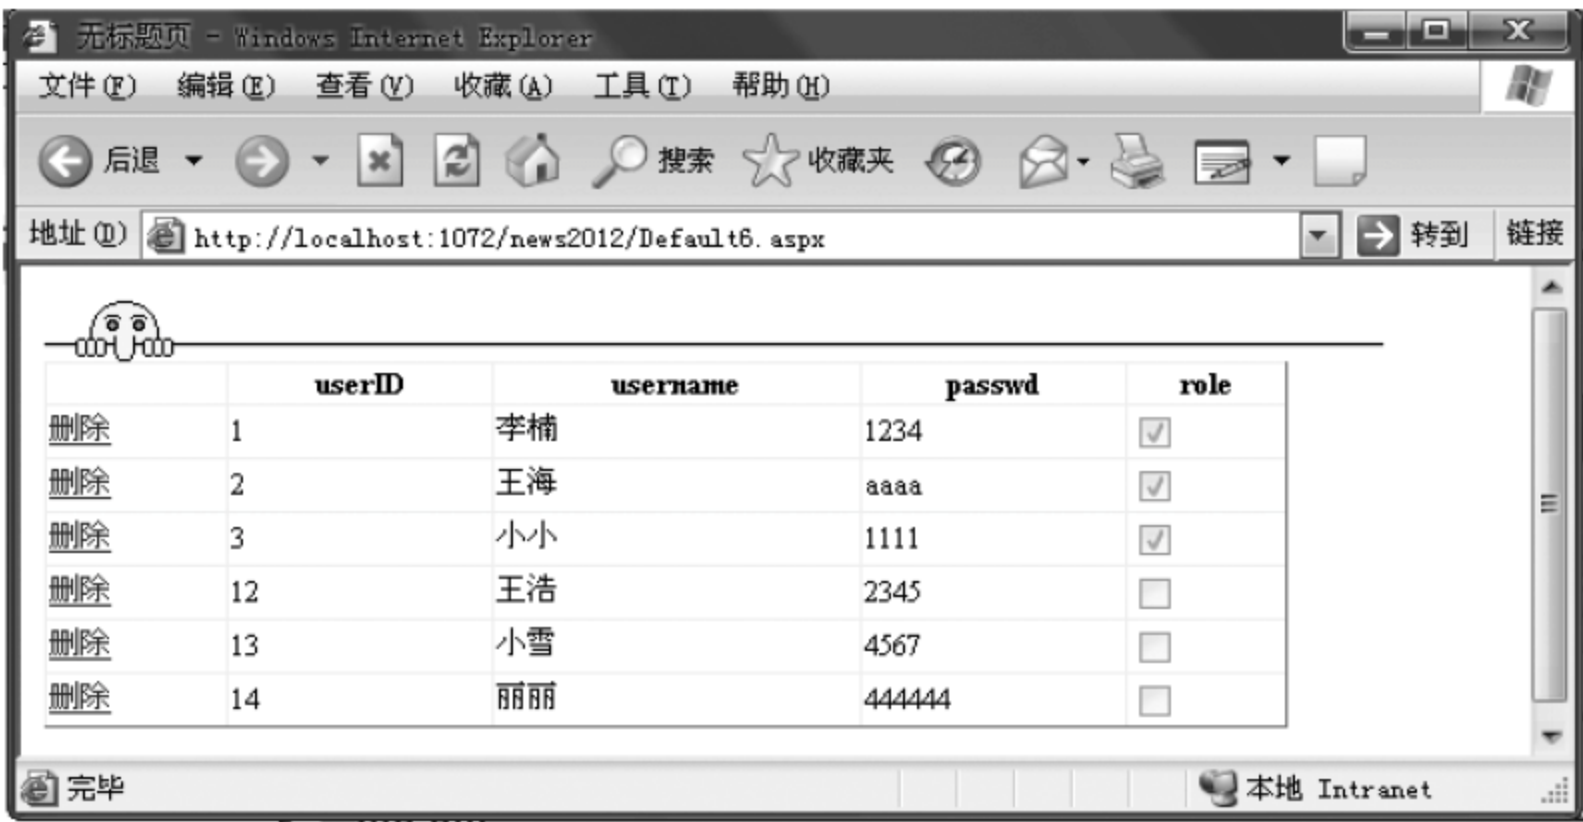 无标题页 - Windows Internet Explorer
文件(F) 编辑(E) 查看(V) 收藏(A) 工具(T) 帮助(H)
后退 搜索 收藏夹
地址(D) http://localhost:1072/news2012/Default6.aspx 转到 链接
userID username passwd role
删除 1 李楠 1234
删除 2 王海 aaaa
删除 3 小小 1111
删除 12 王浩 2345
删除 13 小雪 4567
删除 14 丽丽 444444
完毕 本地 Intranet